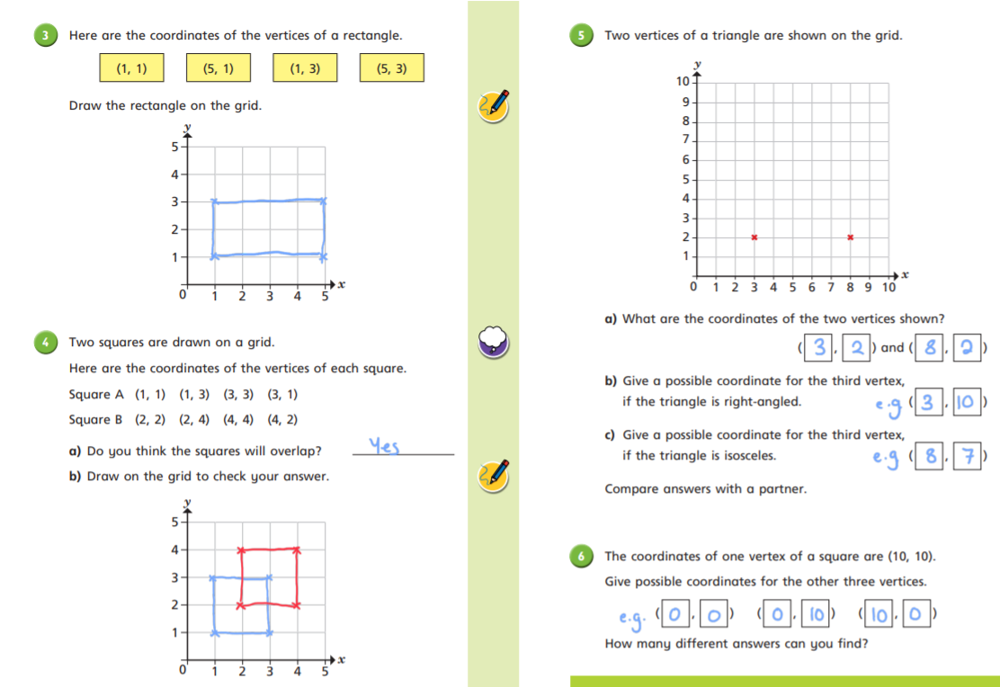 3 Here are the coordinates of the vertices of a rectangle.
(1, 1) (5, 1) (1, 3) (5, 3)
Draw the rectangle on the grid.
y
5
4
3
2
1
0 1 2 3 4 5 x
4 Two squares are drawn on a grid.
Here are the coordinates of the vertices of each square.
Square A (1, 1) (1, 3) (3, 3) (3, 1)
Square B (2, 2) (2, 4) (4, 4) (4, 2)
a) Do you think the squares will overlap? Yes
b) Draw on the grid to check your answer.
y
5
4
3
2
1
0 1 2 3 4 5 x
5 Two vertices of a triangle are shown on the grid.
y
10
9
8
7
6
5
4
3
2
1
0 1 2 3 4 5 6 7 8 9 10 x
a) What are the coordinates of the two vertices shown?
(3, 2) and (8, 2)
b) Give a possible coordinate for the third vertex,
if the triangle is right-angled. e.g (3, 10)
c) Give a possible coordinate for the third vertex,
if the triangle is isosceles. e.g (8, 7)
Compare answers with a partner.
6 The coordinates of one vertex of a square are (10, 10).
Give possible coordinates for the other three vertices.
e.g. (0, 0) (0, 10) (10, 0)
How many different answers can you find?